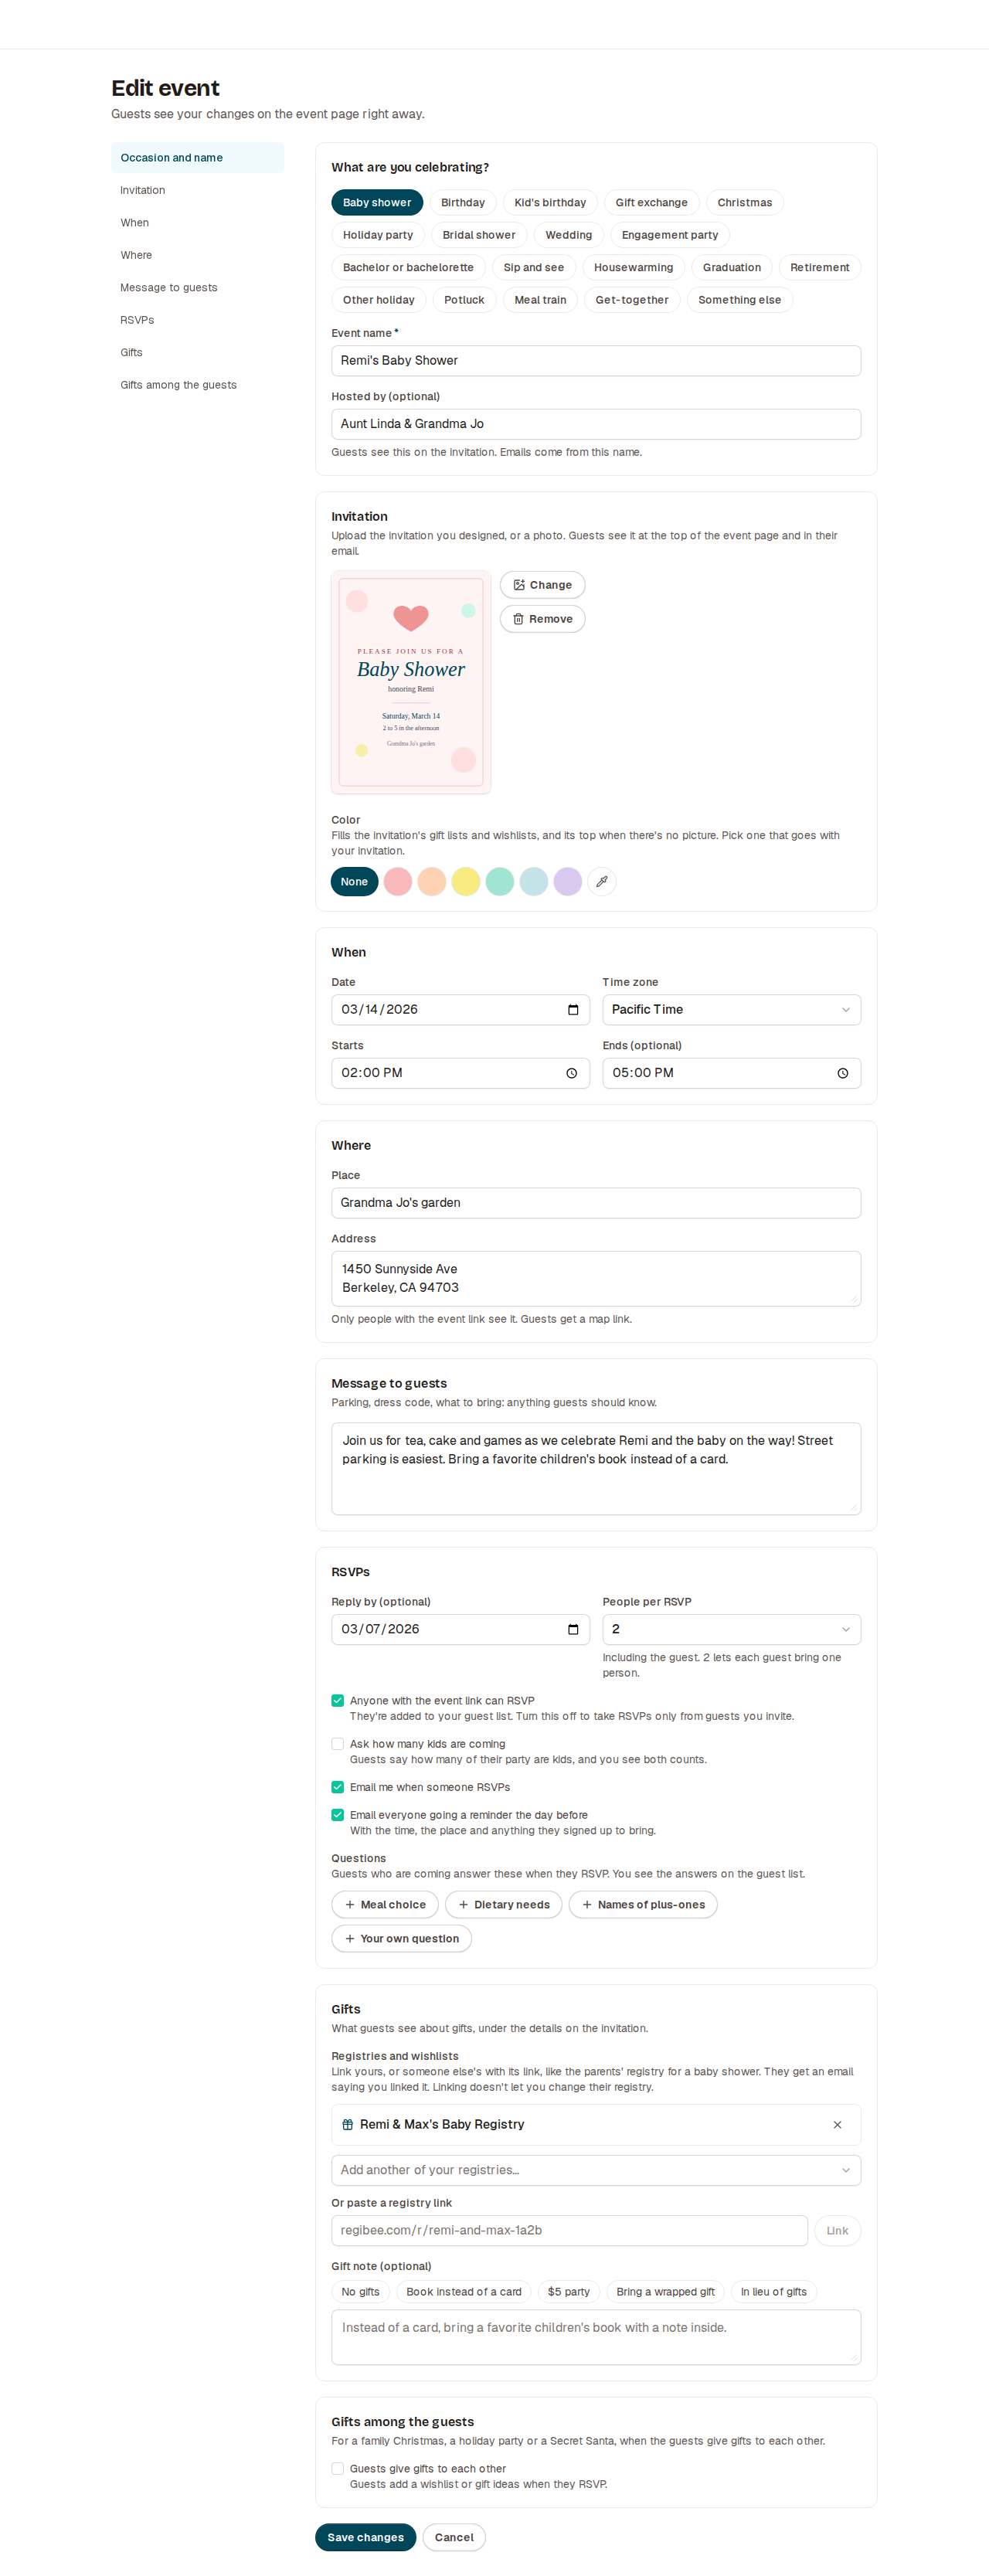 Edit event
Guests see your changes on the event page right away.
Occasion and name
Invitation
When
Where
Message to guests
RSVPs
Gifts
Gifts among the guests
What are you celebrating?
Baby shower
Birthday
Kid's birthday
Gift exchange
Christmas
Holiday party
Bridal shower
Wedding
Engagement party
Bachelor or bachelorette
Sip and see
Housewarming
Graduation
Retirement
Other holiday
Potluck
Meal train
Get-together
Something else
Event name *
Remi's Baby Shower
Hosted by (optional)
Aunt Linda & Grandma Jo
Guests see this on the invitation. Emails come from this name.
Invitation
Upload the invitation you designed, or a photo. Guests see it at the top of the event page and in their
email.
PLEASE JOIN US FOR A
Baby Shower
honoring Remi
Saturday, March 14
2 to 5 in the afternoon
Grandma Jo's garden
Change
Remove
Color
Fills the invitation's gift lists and wishlists, and its top when there's no picture. Pick one that goes with
your invitation.
None
When
Date
03/14/2026
Time zone
Pacific Time
Starts
02:00 PM
Ends (optional)
05:00 PM
Where
Place
Grandma Jo's garden
Address
1450 Sunnyside Ave
Berkeley, CA 94703
Only people with the event link see it. Guests get a map link.
Message to guests
Parking, dress code, what to bring: anything guests should know.
Join us for tea, cake and games as we celebrate Remi and the baby on the way! Street
parking is easiest. Bring a favorite children's book instead of a card.
RSVPs
Reply by (optional)
03/07/2026
People per RSVP
2
Including the guest. 2 lets each guest bring one
person.
Anyone with the event link can RSVP
They're added to your guest list. Turn this off to take RSVPs only from guests you invite.
Ask how many kids are coming
Guests say how many of their party are kids, and you see both counts.
Email me when someone RSVPs
Email everyone going a reminder the day before
With the time, the place and anything they signed up to bring.
Questions
Guests who are coming answer these when they RSVP. You see the answers on the guest list.
Meal choice
Dietary needs
Names of plus-ones
Your own question
Gifts
What guests see about gifts, under the details on the invitation.
Registries and wishlists
Link yours, or someone else's with its link, like the parents' registry for a baby shower. They get an email
saying you linked it. Linking doesn't let you change their registry.
Remi & Max's Baby Registry
Add another of your registries...
Or paste a registry link
regibee.com/r/remi-and-max-1a2b
Link
Gift note (optional)
No gifts
Book instead of a card
$5 party
Bring a wrapped gift
In lieu of gifts
Instead of a card, bring a favorite children's book with a note inside.
Gifts among the guests
For a family Christmas, a holiday party or a Secret Santa, when the guests give gifts to each other.
Guests give gifts to each other
Guests add a wishlist or gift ideas when they RSVP.
Save changes
Cancel